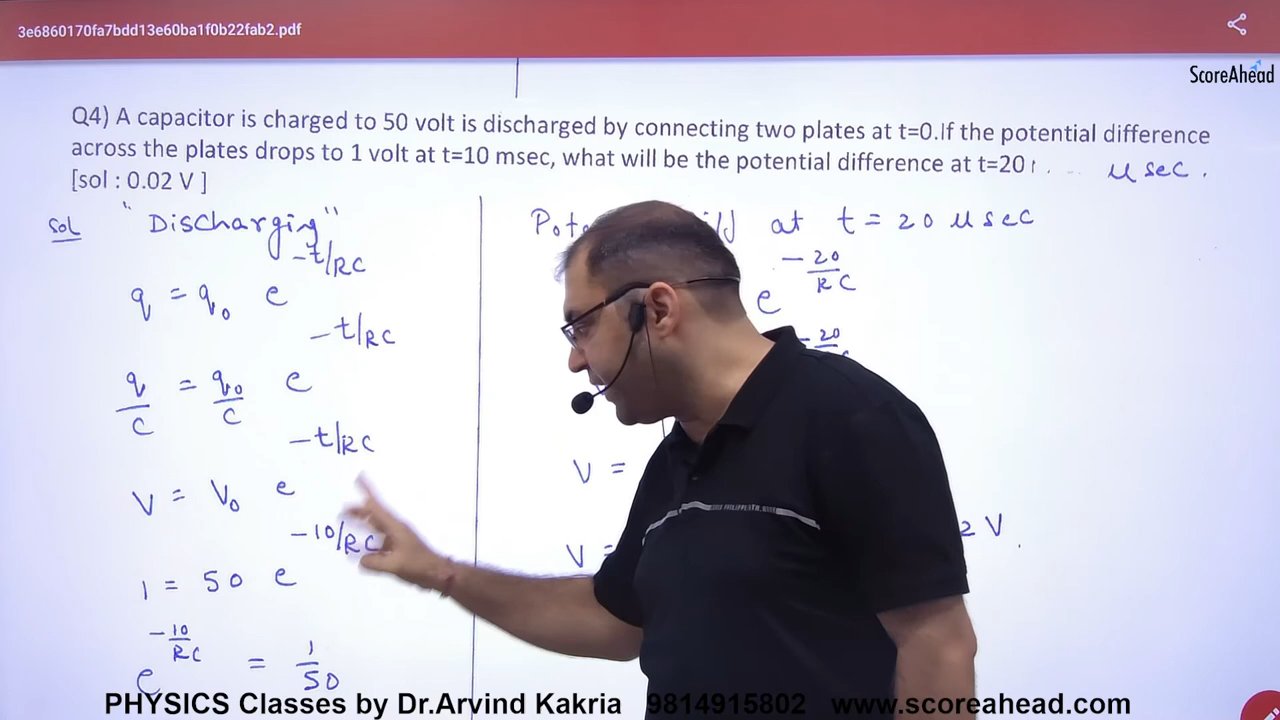 3e6860170fa7bdd13e60ba1f0b22fab2.pdf
ScoreAhead
Q4) A capacitor is charged to 50 volt is discharged by connecting two plates at t=0.If the potential difference
across the plates drops to 1 volt at t=10 msec, what will be the potential difference at t=20 μ sec.
[sol : 0.02 V ]
Sol
"Discharging"
q = q₀ e^(-t/RC)
q/C = q₀/C e^(-t/RC)
V = V₀ e^(-t/RC)
1 = 50 e^(-10/RC)
e^(-10/RC) = 1/50
at t = 20 μ sec
e^(-20/RC)
-20
V =
V =
2 V.
PHYSICS Classes by Dr.Arvind Kakria 9814915802 www.scoreahead.com